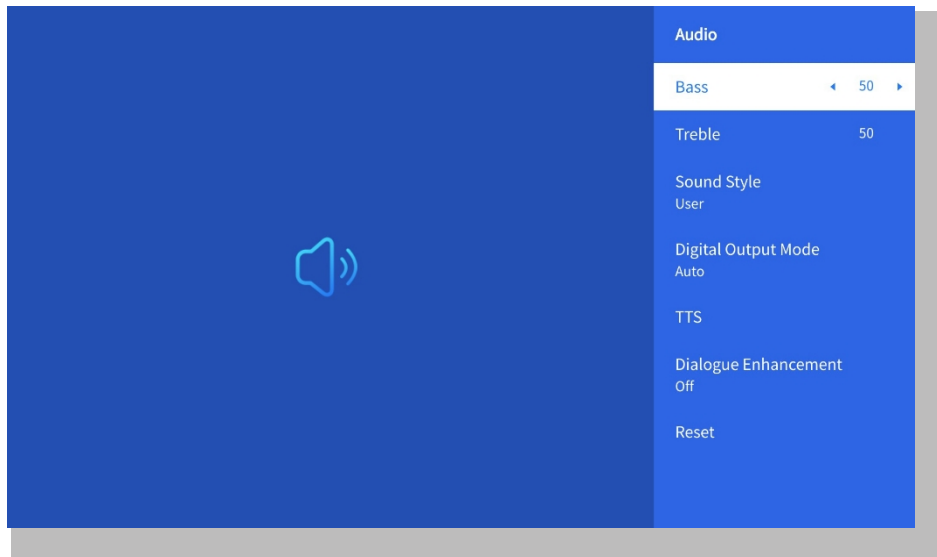 Audio
Bass 50
Treble 50
Sound Style
User
Digital Output Mode
Auto
TTS
Dialogue Enhancement
Off
Reset